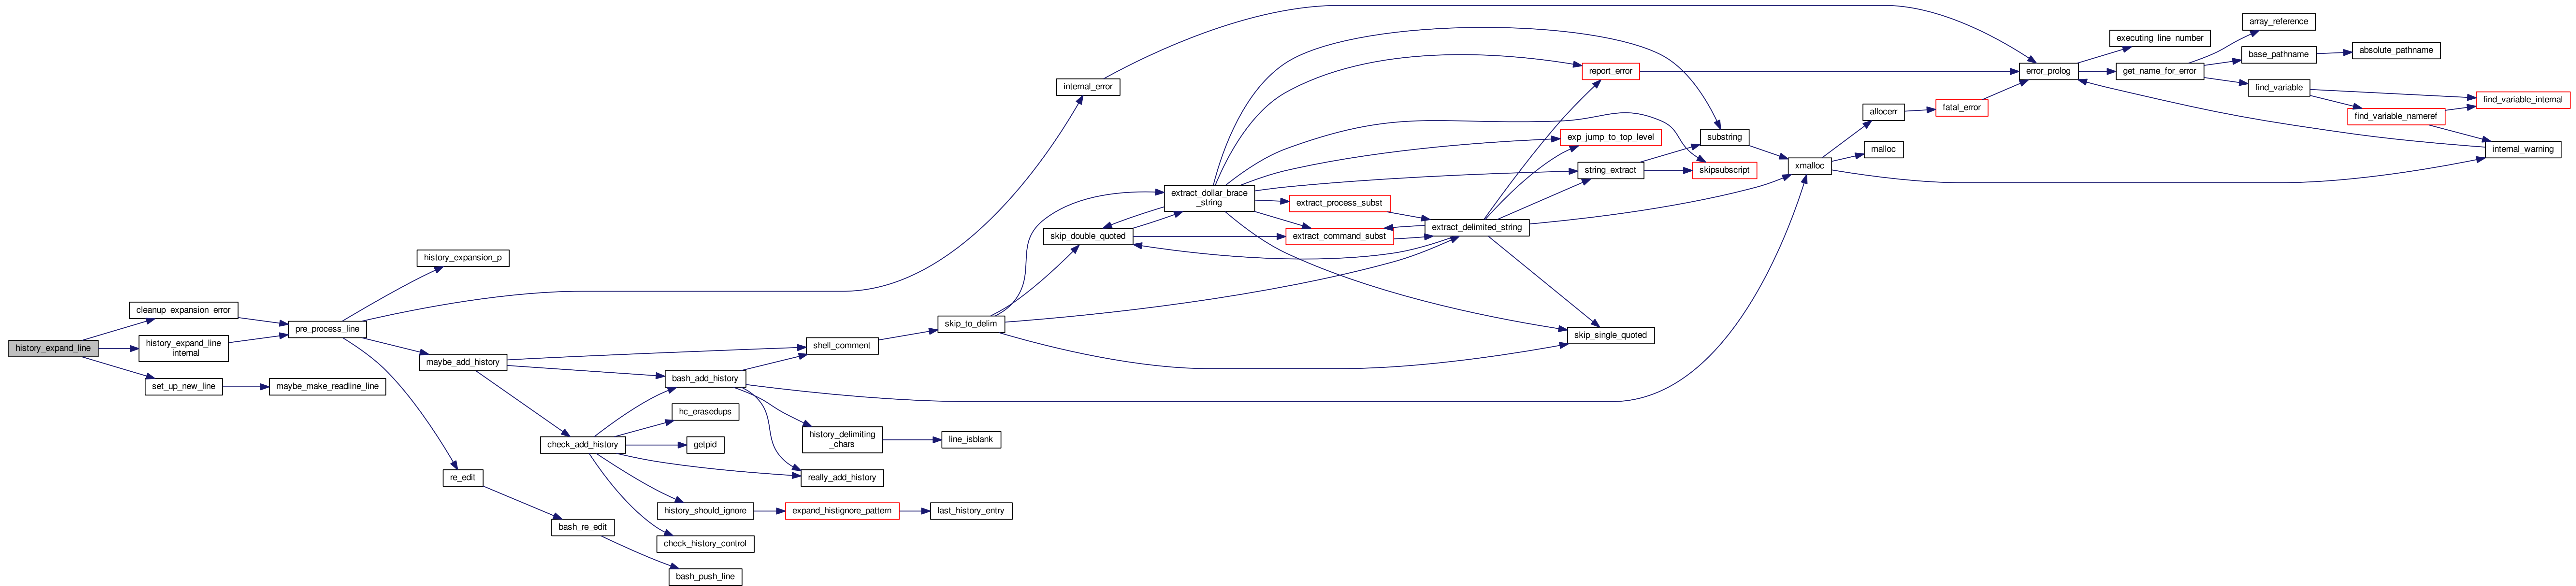 history_expand_line
cleanup_expansion_error
history_expand_line
_internal
set_up_new_line
pre_process_line
maybe_make_readline_line
history_expansion_p
maybe_add_history
re_edit
check_add_history
bash_re_edit
bash_add_history
hc_erasedups
getpid
history_should_ignore
check_history_control
bash_push_line
shell_comment
history_delimiting
_chars
really_add_history
expand_histignore_pattern
line_isblank
last_history_entry
skip_to_delim
internal_error
skip_double_quoted
extract_dollar_brace
_string
extract_process_subst
extract_command_subst
extract_delimited_string
report_error
exp_jump_to_top_level
string_extract
skip_single_quoted
substring
skipsubscript
xmalloc
allocerr
malloc
fatal_error
error_prolog
executing_line_number
get_name_for_error
array_reference
base_pathname
find_variable
absolute_pathname
find_variable_nameref
find_variable_internal
internal_warning